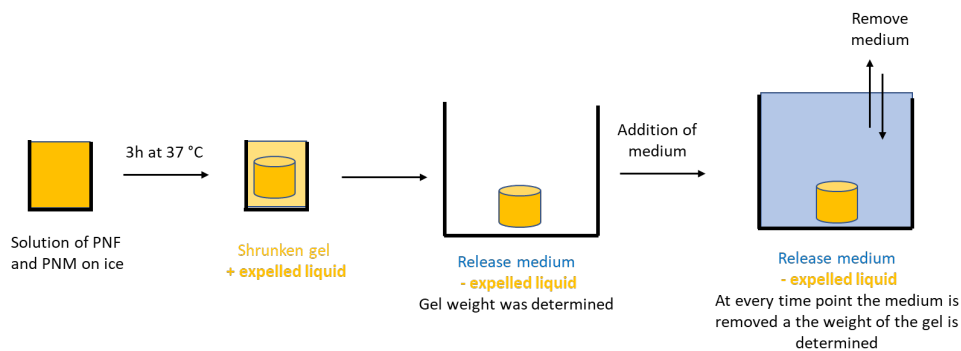 Remove
medium
3h at 37 °C
Addition of
medium
Solution of PNF
and PNM on ice
Shrunken gel
+ expelled liquid
Release medium
- expelled liquid
Gel weight was determined
Release medium
- expelled liquid
At every time point the medium is
removed a the weight of the gel is
determined